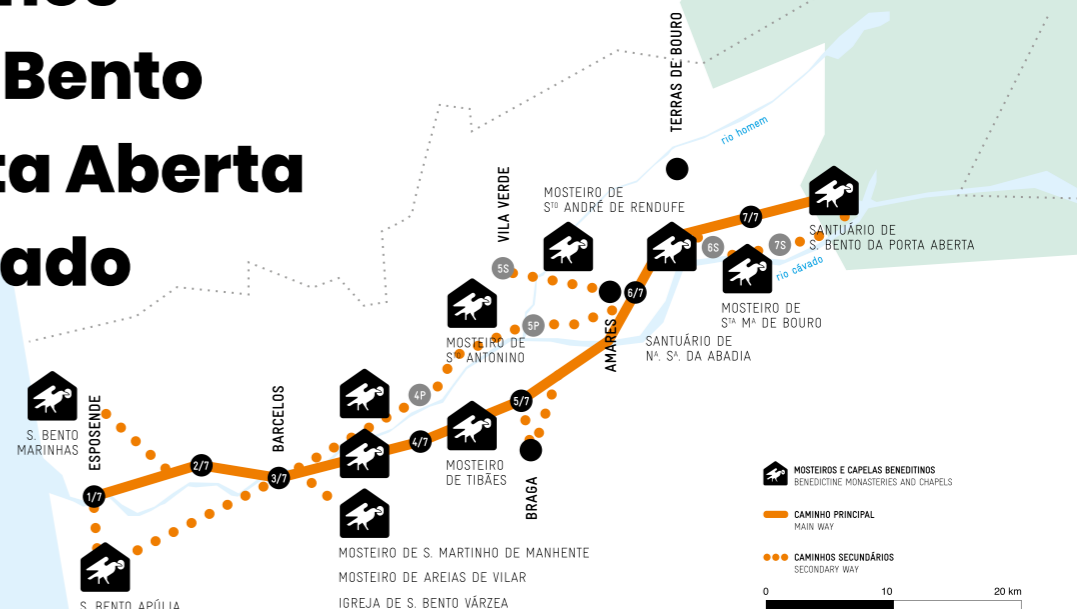 Bento
ta Aberta
ado
TERRAS DE BOURO
rio homem
VILA VERDE
MOSTEIRO DE
Sᵀᴼ ANDRÉ DE RENDUFE
7/7
SANTUÁRIO DE
S. BENTO DA PORTA ABERTA
6S
7S
rio cávado
5S
6/7
MOSTEIRO DE
Sᵀᴬ Mᴬ DE BOURO
5P
AMARES
MOSTEIRO DE
Sᵀᴼ ANTONINO
SANTUÁRIO DE
Nᴬ. Sᴬ. DA ABADIA
ESPOSENDE
BARCELOS
4P
5/7
S. BENTO
MARINHAS
4/7
2/7
3/7
1/7
MOSTEIRO
DE TIBÃES
BRAGA
MOSTEIRO DE S. MARTINHO DE MANHENTE
MOSTEIRO DE AREIAS DE VILAR
IGREJA DE S. BENTO VÁRZEA
S. BENTO APÚLIA
MOSTEIROS E CAPELAS BENEDITINOS
BENEDICTINE MONASTERIES AND CHAPELS
CAMINHO PRINCIPAL
MAIN WAY
CAMINHOS SECUNDÁRIOS
SECONDARY WAY
0 10 20 km